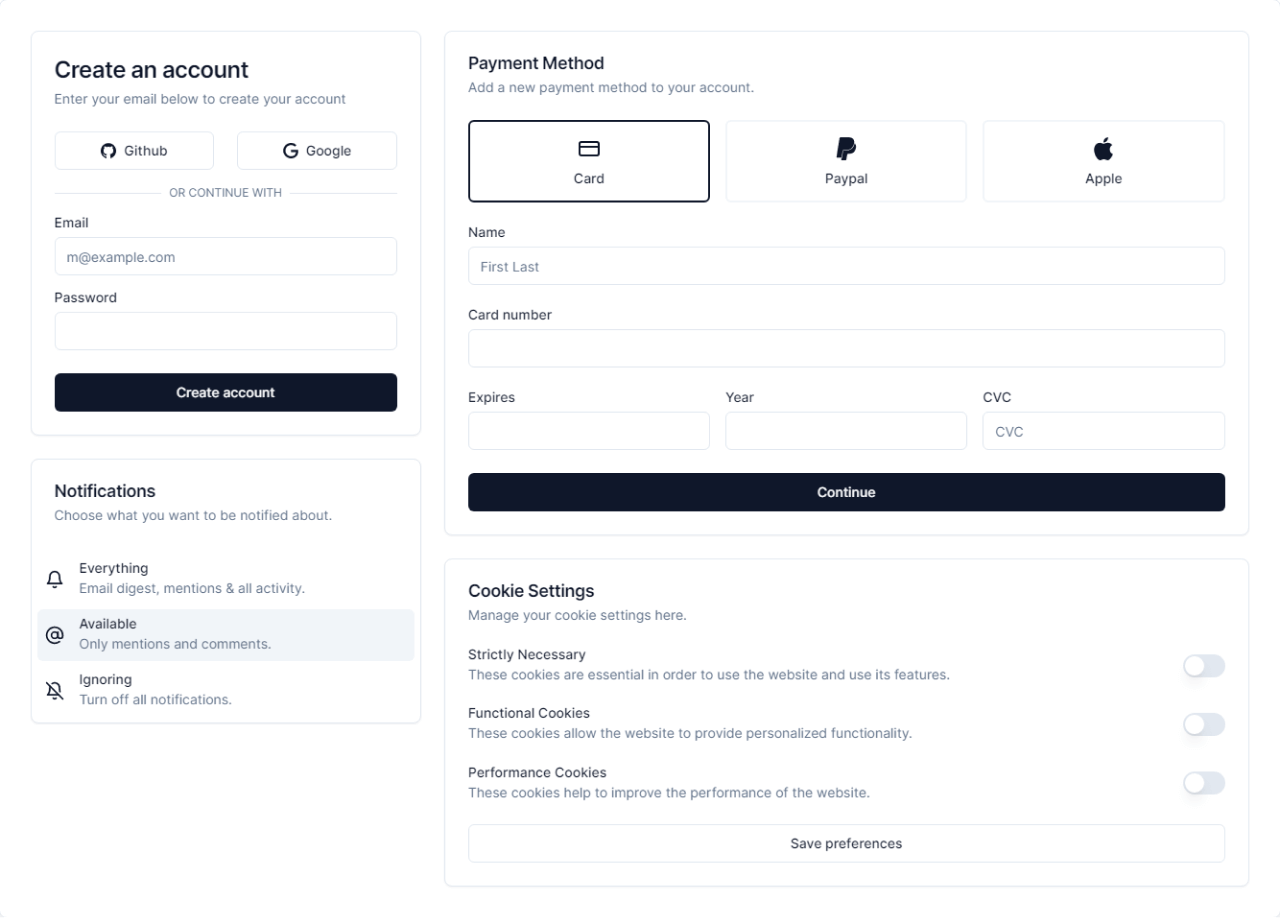 Create an account
Enter your email below to create your account
Github
Google
OR CONTINUE WITH
Email
m@example.com
Password
Create account
Notifications
Choose what you want to be notified about.
Everything
Email digest, mentions & all activity.
Available
Only mentions and comments.
Ignoring
Turn off all notifications.
Payment Method
Add a new payment method to your account.
Card
Paypal
Apple
Name
First Last
Card number
Expires
Year
CVC
CVC
Continue
Cookie Settings
Manage your cookie settings here.
Strictly Necessary
These cookies are essential in order to use the website and use its features.
Functional Cookies
These cookies allow the website to provide personalized functionality.
Performance Cookies
These cookies help to improve the performance of the website.
Save preferences